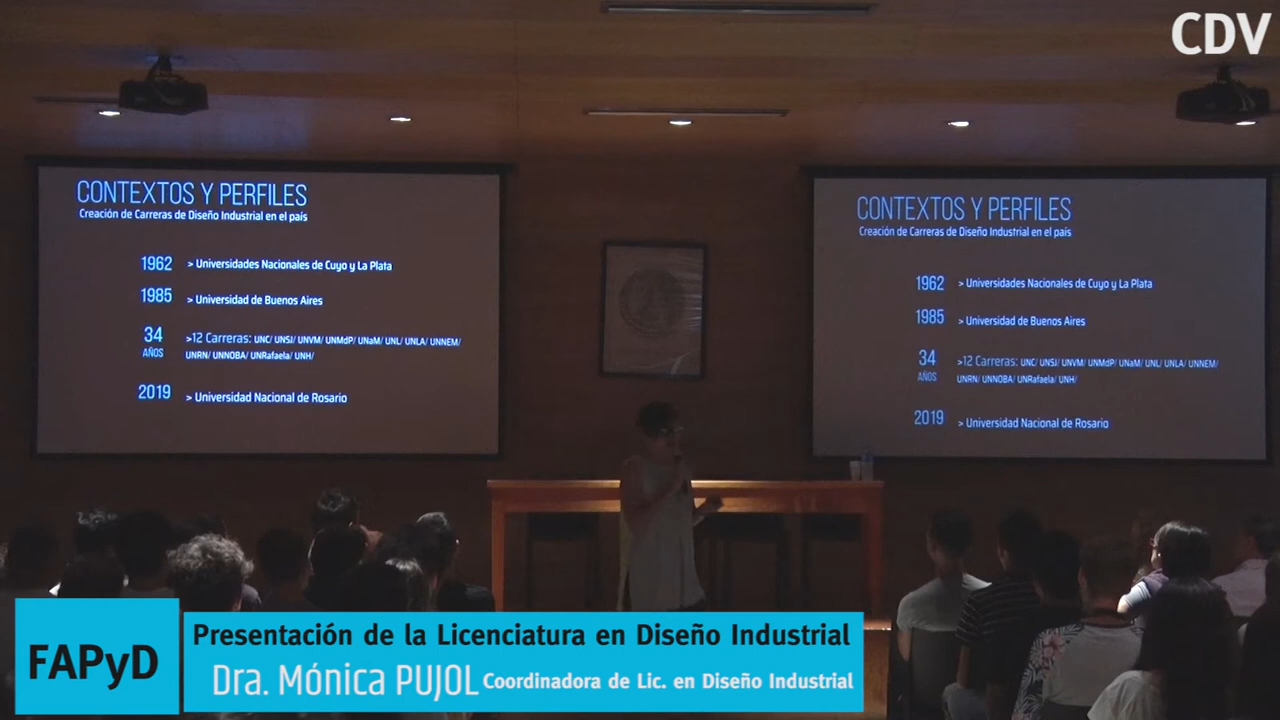 CDV
CONTEXTOS Y PERFILES
Creación de Carreras de Diseño Industrial en el país
1962 > Universidades Nacionales de Cuyo y La Plata
1985 > Universidad de Buenos Aires
34 AÑOS >12 Carreras: UNC/ UNSJ/ UNVM/ UNMdP/ UNaM/ UNL/ UNLA/ UNNEM/
UNRN/ UNNOBA/ UNRafaela/ UNH/
2019 > Universidad Nacional de Rosario
CONTEXTOS Y PERFILES
Creación de Carreras de Diseño Industrial en el país
1962 > Universidades Nacionales de Cuyo y La Plata
1985 > Universidad de Buenos Aires
34 AÑOS >12 Carreras: UNC/ UNSJ/ UNVM/ UNMdP/ UNaM/ UNL/ UNLA/ UNNEM/
UNRN/ UNNOBA/ UNRafaela/ UNH/
2019 > Universidad Nacional de Rosario
FAPyD
Presentación de la Licenciatura en Diseño Industrial
Dra. Mónica PUJOL Coordinadora de Lic. en Diseño Industrial